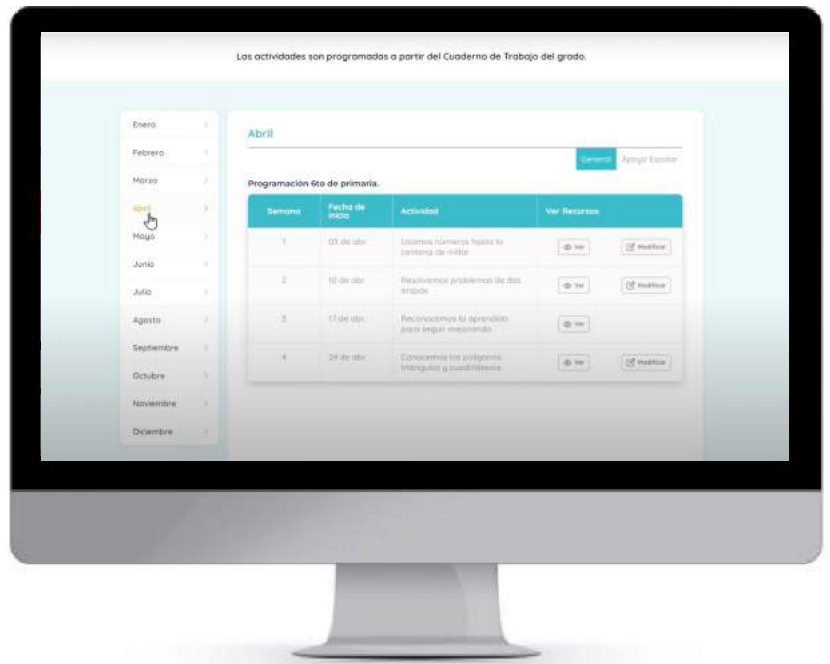 Las actividades son programadas a partir del Cuaderno de Trabajo del grado.
Enero
Febrero
Marzo
Abril
Mayo
Junio
Julio
Agosto
Septiembre
Octubre
Noviembre
Diciembre
Abril
General Apoyo Escolar
Programación 6to de primaria.
Semana Fecha de inicio Actividad Ver Recursos
1 03 de abr. Usamos números hasta la
centena de millar
Ver Modificar
2 10 de abr. Resolvemos problemas de dos
etapas
Ver Modificar
3 17 de abr. Reconocemos lo aprendido
para seguir mejorando
Ver
4 24 de abr. Conocemos los polígonos:
triángulos y cuadriláteros
Ver Modificar